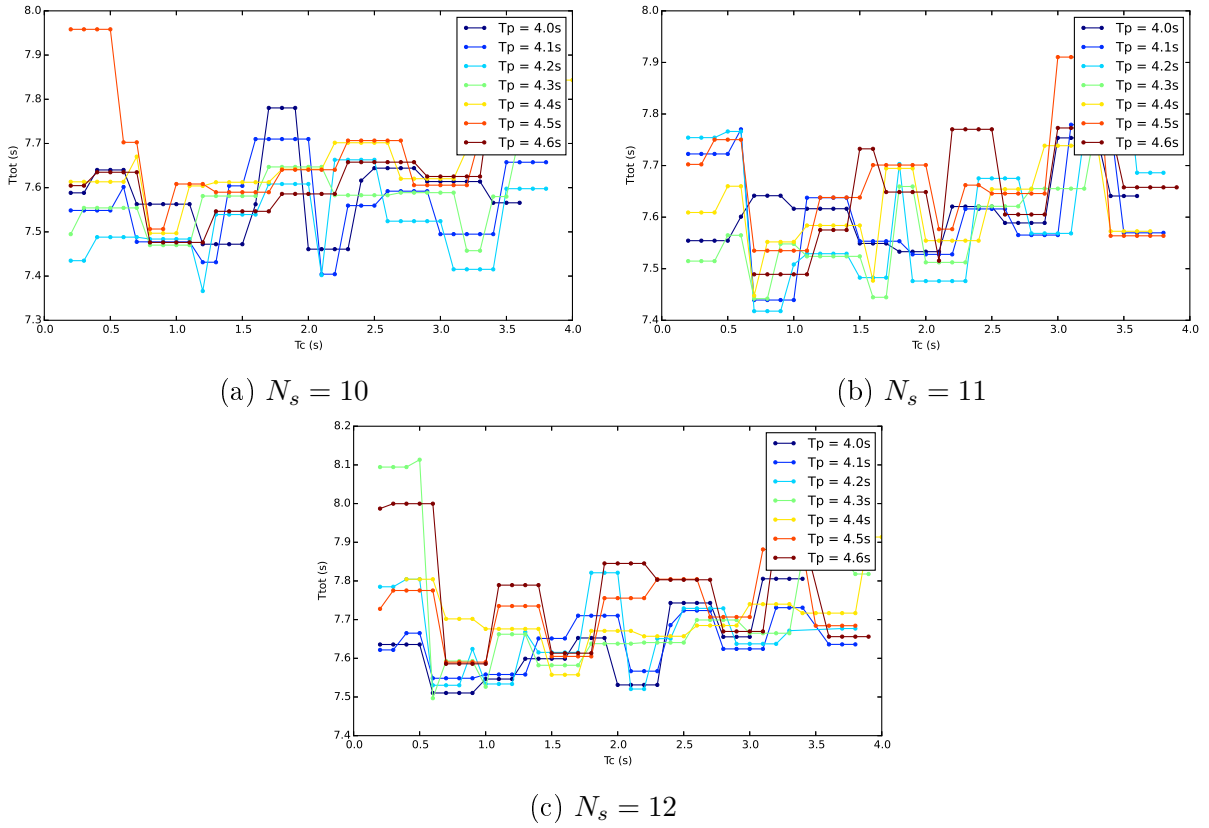 8.0
7.9
7.8
7.7
7.6
7.5
7.4
7.3
Ttot (s)
0.0 0.5 1.0 1.5 2.0 2.5 3.0 3.5 4.0
Tc (s)
Tp = 4.0s
Tp = 4.1s
Tp = 4.2s
Tp = 4.3s
Tp = 4.4s
Tp = 4.5s
Tp = 4.6s
(a) N_s = 10
8.0
7.9
7.8
7.7
7.6
7.5
7.4
Ttot (s)
0.0 0.5 1.0 1.5 2.0 2.5 3.0 3.5 4.0
Tc (s)
Tp = 4.0s
Tp = 4.1s
Tp = 4.2s
Tp = 4.3s
Tp = 4.4s
Tp = 4.5s
Tp = 4.6s
(b) N_s = 11
8.2
8.1
8.0
7.9
7.8
7.7
7.6
7.5
7.4
Ttot (s)
0.0 0.5 1.0 1.5 2.0 2.5 3.0 3.5 4.0
Tc (s)
Tp = 4.0s
Tp = 4.1s
Tp = 4.2s
Tp = 4.3s
Tp = 4.4s
Tp = 4.5s
Tp = 4.6s
(c) N_s = 12